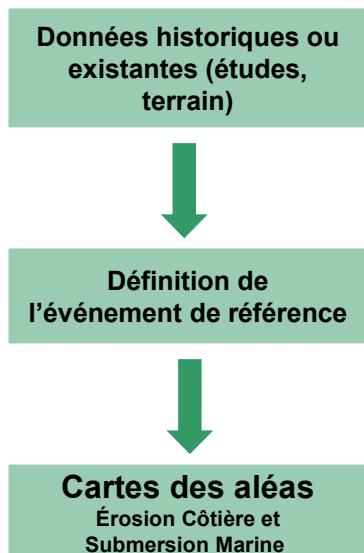 Données historiques ou
existantes (études,
terrain)
Définition de
l’événement de référence
Cartes des aléas
Érosion Côtière et
Submersion Marine